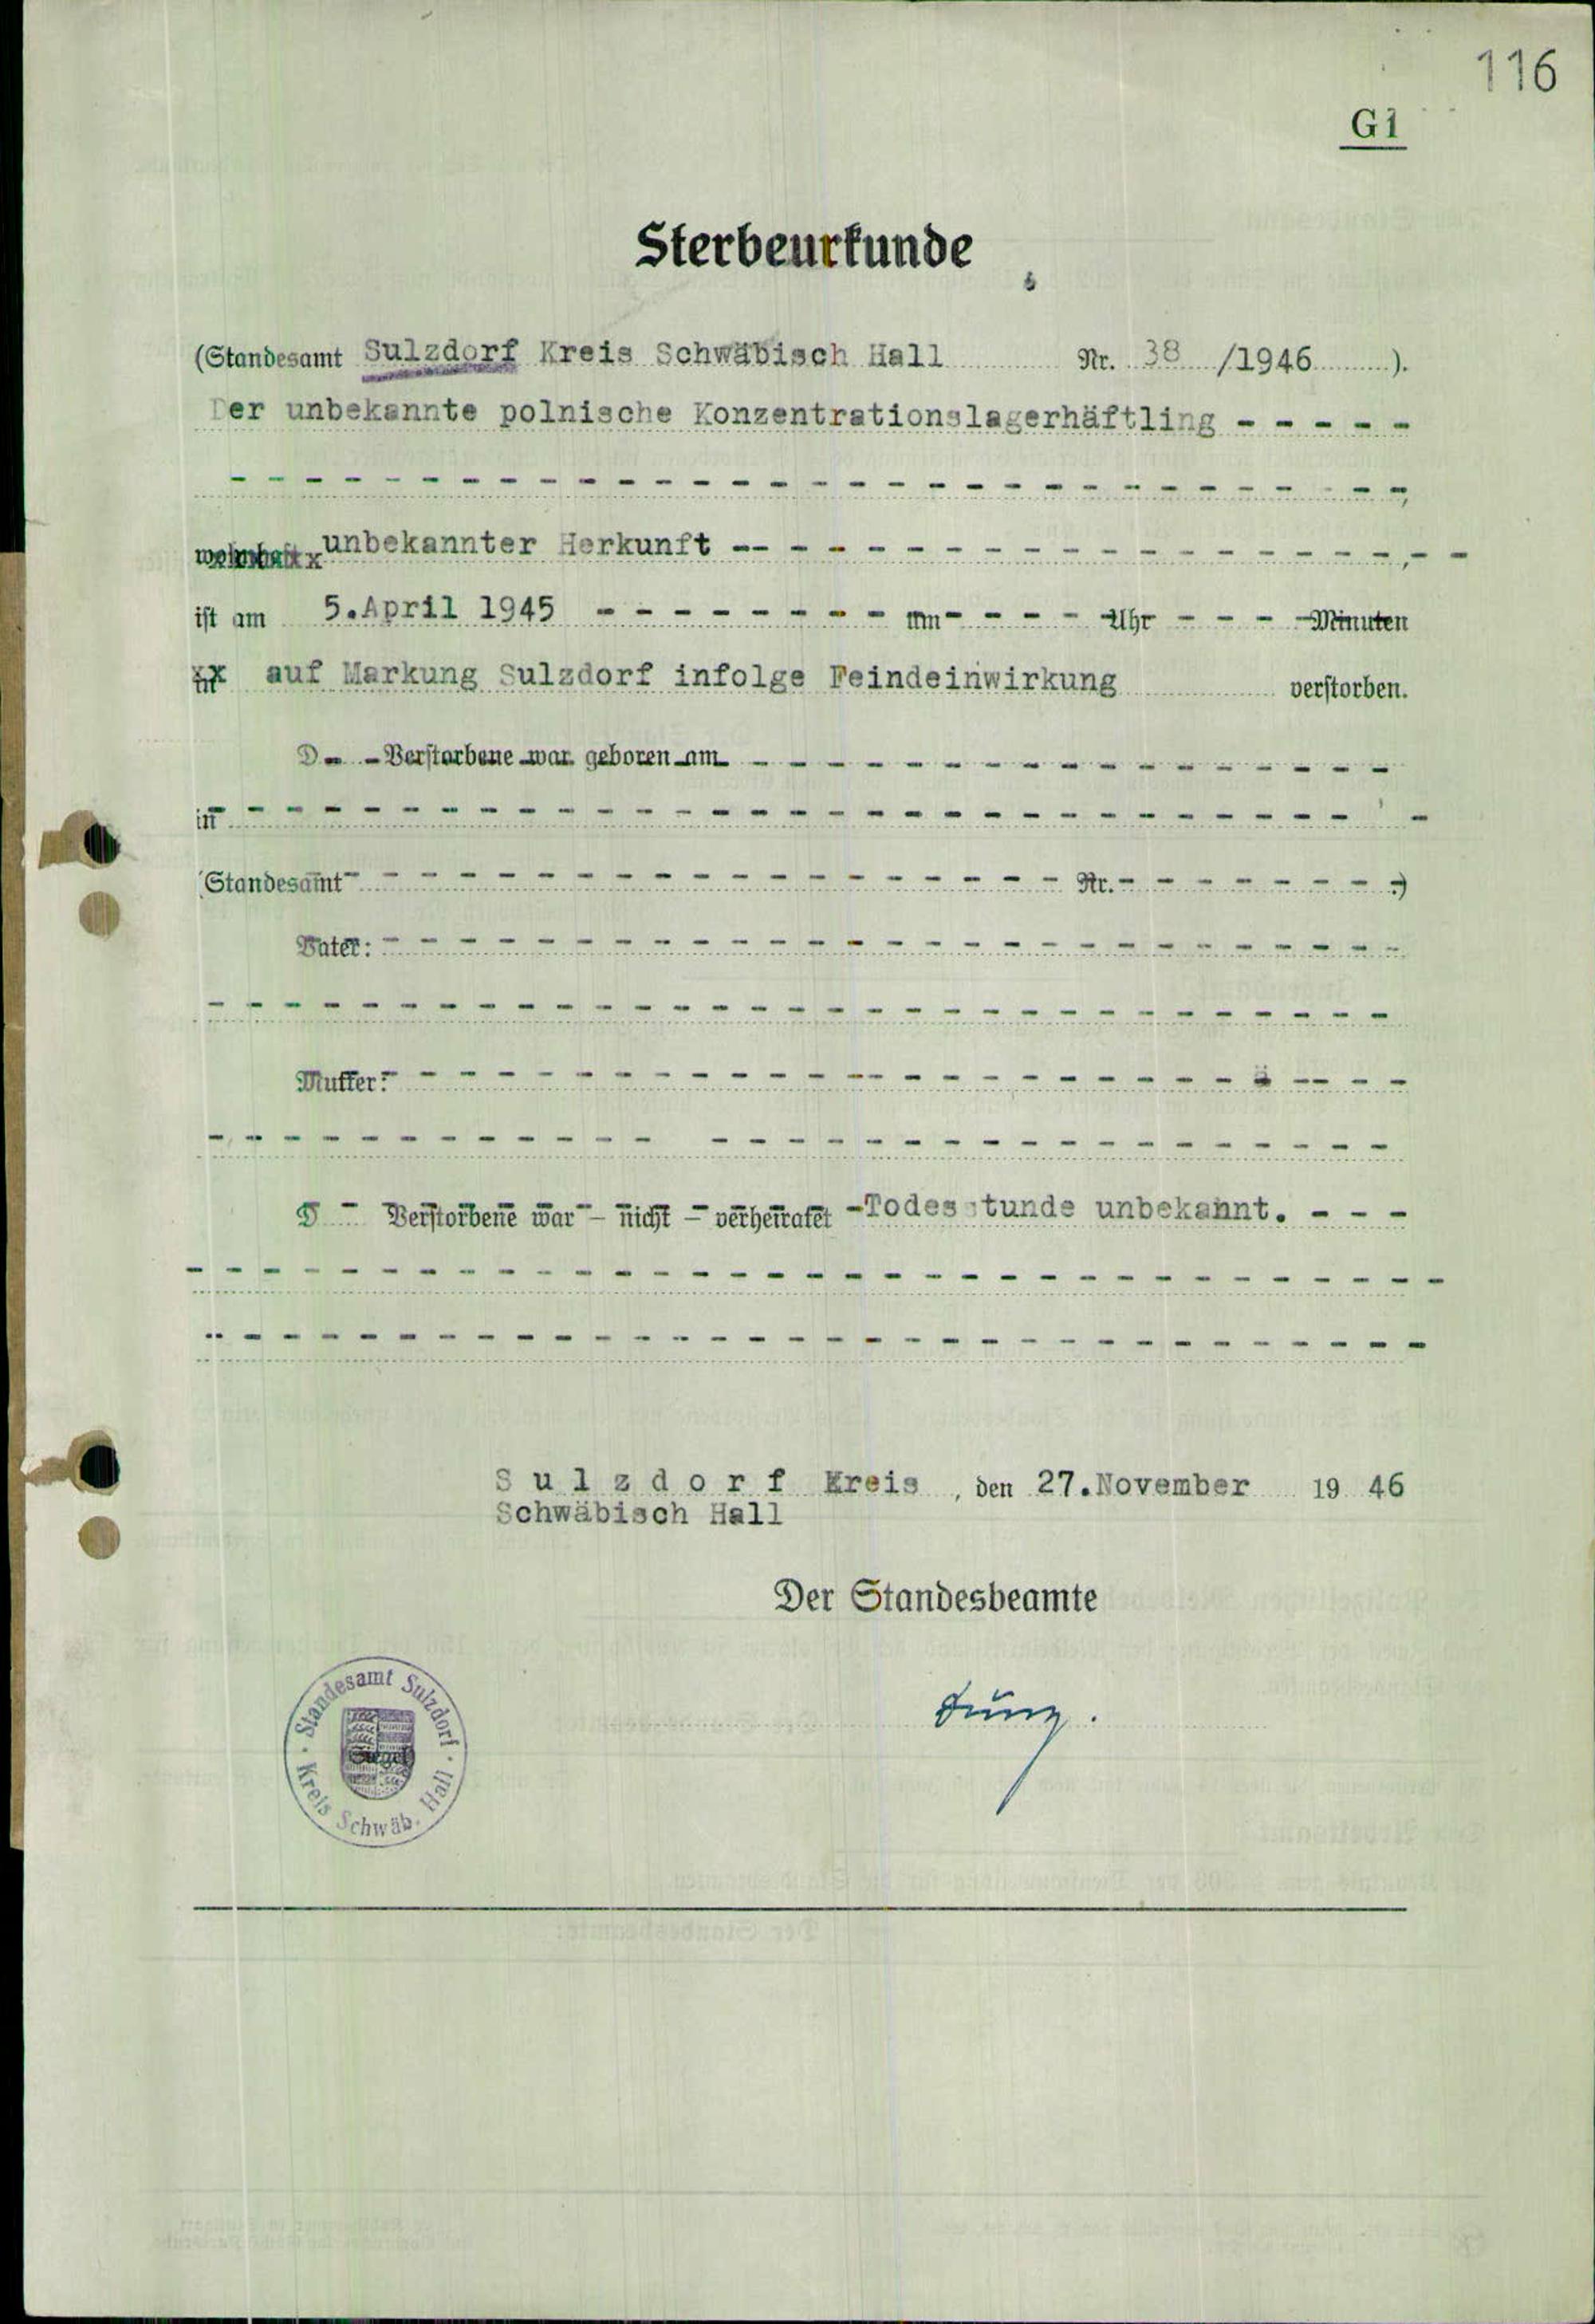 116
G1
Sterbeurkunde
(Standesamt Sulzdorf Kreis Schwäbisch Hall Nr. 38 /1946 ).
Der unbekannte polnische Konzentrationslagerhäftling - - - - -
- - - - - - - - - - - - - - - - - - - - - - - - - - - - - - -,
wohnhaft x unbekannter Herkunft -- - - - - - - - - - - - - - - - - -, - -
ist am 5.April 1945 - - - - - - - - um - - - - Uhr - - - - Minuten
xx in auf Markung Sulzdorf infolge Feindeinwirkung verstorben.
D - - Verstorbene war geboren am - - - - - - - - - - - - - - - - -
in - - - - - - - - - - - - - - - - - - - - - - - - - - - - - -
(Standesamt - - - - - - - - - - - - - - - - - - - Nr. - - - - - - - -)
Vater: - - - - - - - - - - - - - - - - - - - - - - - - - - -
- - - - - - - - - - - - - - - - - - - - - - - - - - - - - - -
Mutter: - - - - - - - - - - - - - - - - - - - - - - - - - - -
- - - - - - - - - - - - - - - - - - - - - - - - - - - - - -
D - Verstorbene war - nicht - verheiratet - Todesstunde unbekannt. - - -
- - - - - - - - - - - - - - - - - - - - - - - - - - - - - - - - -
- - - - - - - - - - - - - - - - - - - - - - - - - - - - - - - -
S u l z d o r f Kreis , den 27.November 19 46
Schwäbisch Hall
Der Standesbeamte
Standesamt Sulzdorf · Kreis Schwäb. Hall ·
Siegel